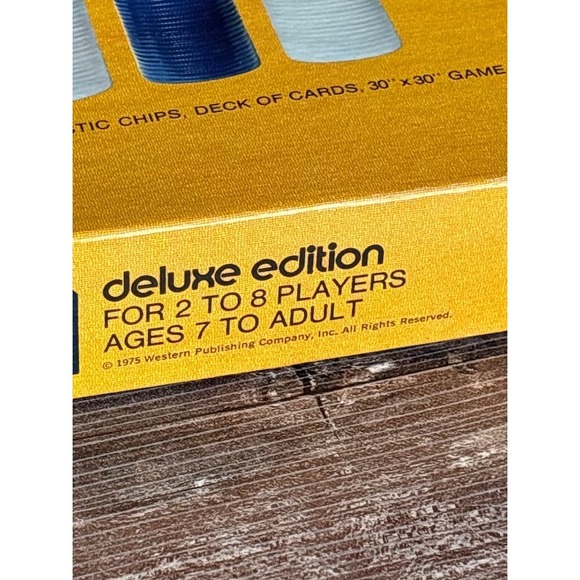 STIC CHIPS, DECK OF CARDS, 30" x 30" GAME
deluxe edition
FOR 2 TO 8 PLAYERS
AGES 7 TO ADULT
© 1975 Western Publishing Company, Inc. All Rights Reserved.